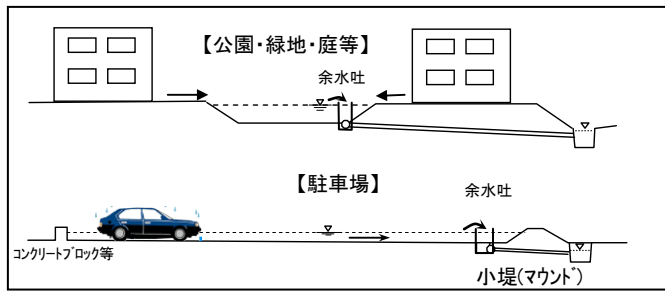 【公園・緑地・庭等】
余水吐
【駐車場】
余水吐
コンクリートブロック等
小堤(マウンド)